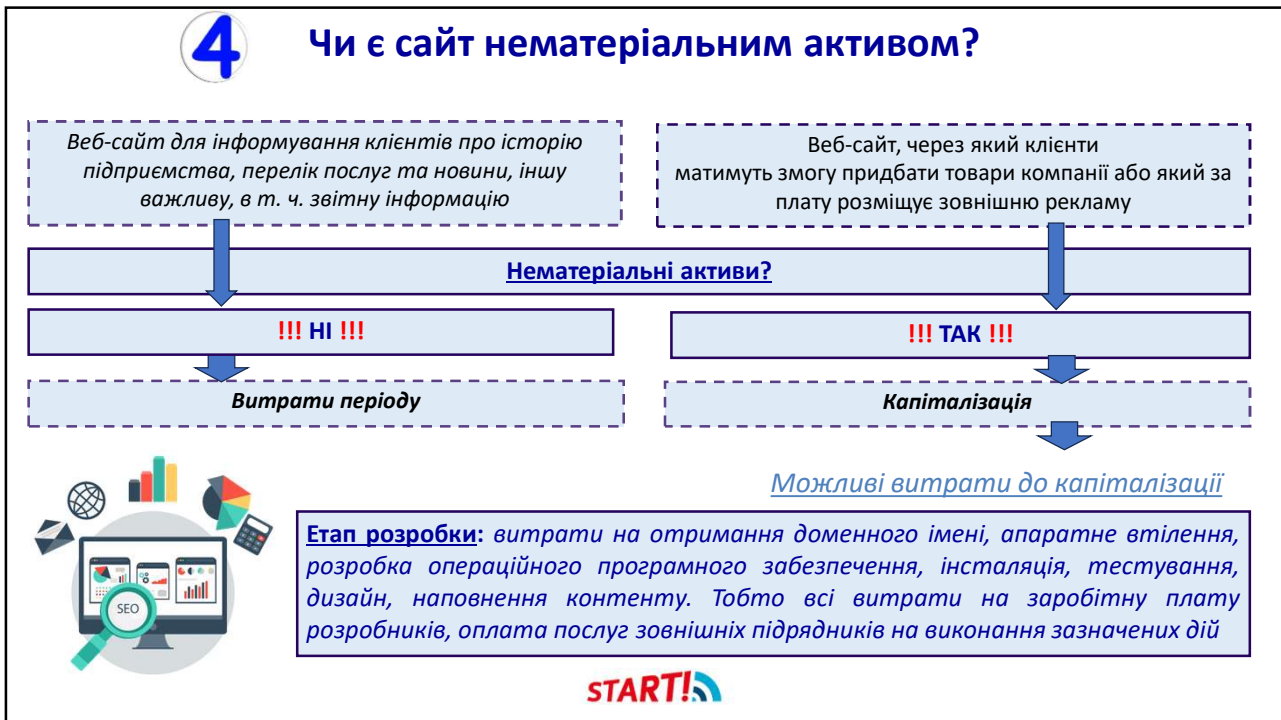 4
Чи є сайт нематеріальним активом?
Веб-сайт для інформування клієнтів про історію
підприємства, перелік послуг та новини, іншу
важливу, в т. ч. звітну інформацію
Веб-сайт, через який клієнти
матимуть змогу придбати товари компанії або який за
плату розміщує зовнішню рекламу
Нематеріальні активи?
!!! НІ !!!
!!! ТАК !!!
Витрати періоду
Капіталізація
Можливі витрати до капіталізації
Етап розробки: витрати на отримання доменного імені, апаратне втілення,
розробка операційного програмного забезпечення, інсталяція, тестування,
дизайн, наповнення контенту. Тобто всі витрати на заробітну плату
розробників, оплата послуг зовнішніх підрядників на виконання зазначених дій
SEO
START!